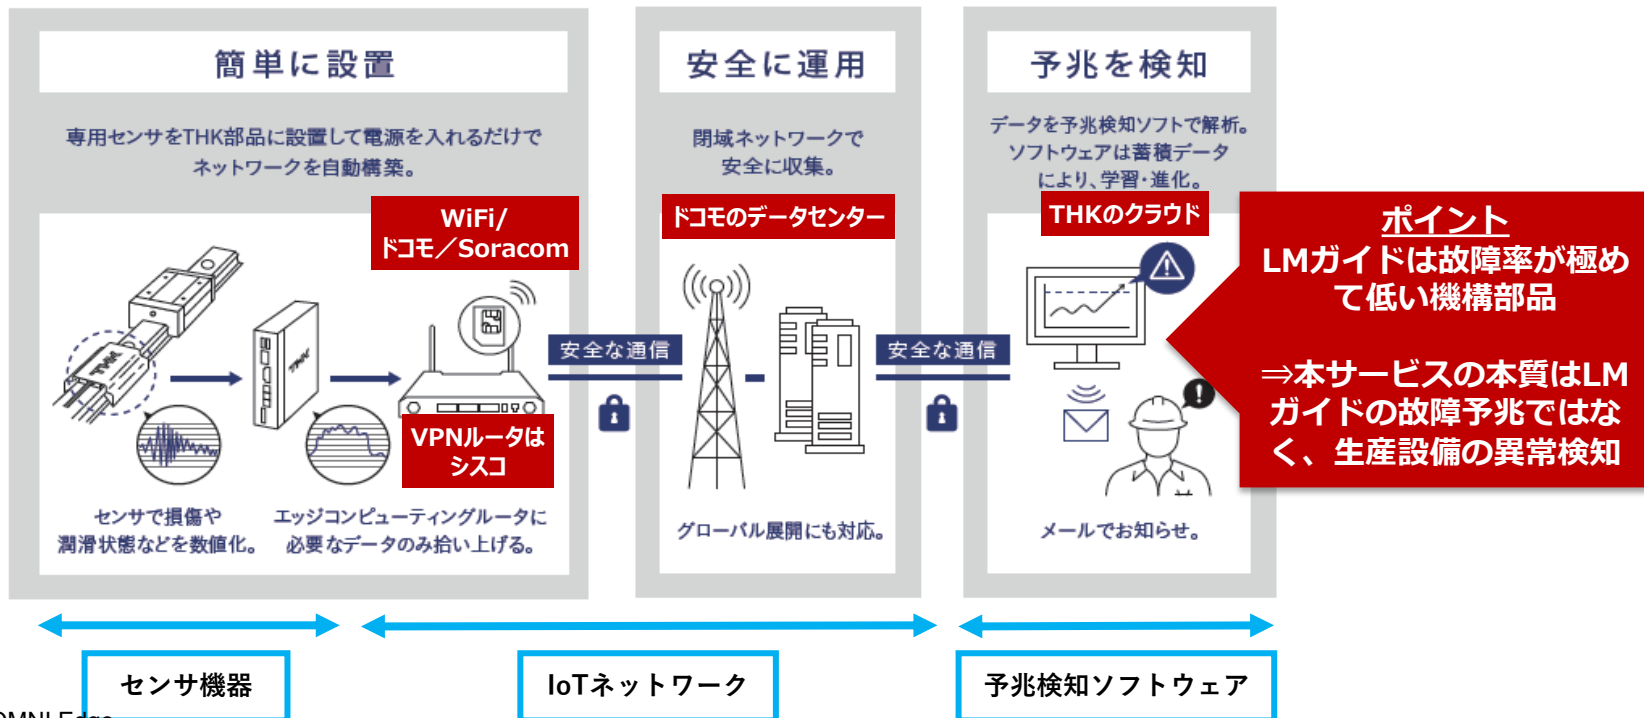 簡単に設置
専用センサをTHK部品に設置して電源を入れるだけで
ネットワークを自動構築。
WiFi/
ドコモ／Soracom
THK
THK
VPNルータは
シスコ
センサで損傷や
潤滑状態などを数値化。
エッジコンピューティングルータに
必要なデータのみ拾い上げる。
安全な通信
安全に運用
閉域ネットワークで
安全に収集。
ドコモのデータセンター
グローバル展開にも対応。
安全な通信
予兆を検知
データを予兆検知ソフトで解析。
ソフトウェアは蓄積データ
により、学習・進化。
THKのクラウド
メールでお知らせ。
ポイント
LMガイドは故障率が極め
て低い機構部品
⇒本サービスの本質はLM
ガイドの故障予兆ではな
く、生産設備の異常検知
センサ機器
IoTネットワーク
予兆検知ソフトウェア